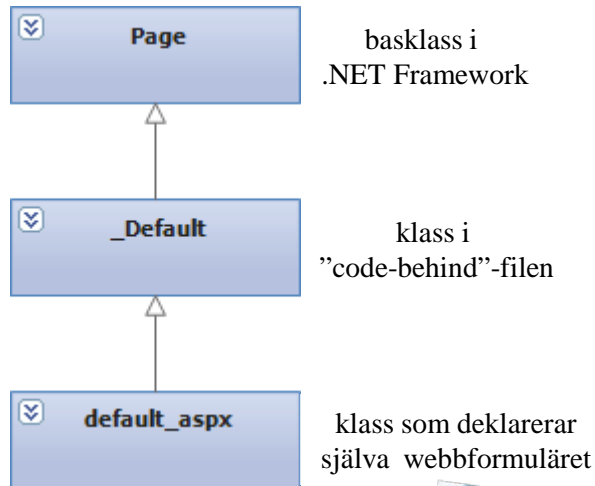 Page
basklass i
.NET Framework
_Default
klass i
”code-behind”-filen
default_aspx
klass som deklarerar
själva webbformuläret